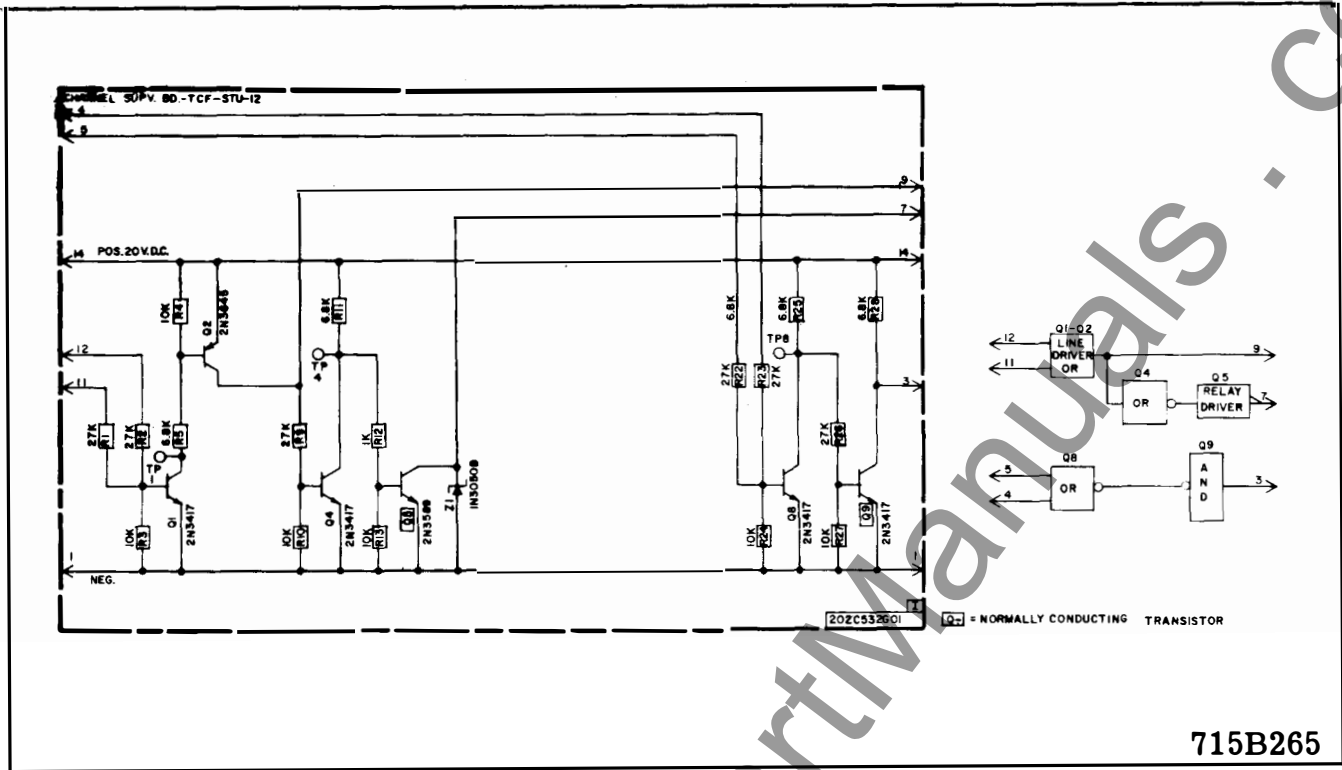 CHANNEL SUPV. BD.-TCF-STU-12
4
5
9
7
14 POS. 20 V.D.C. 14
10K R4
Q2
2N3645
6.8K R11
6.8K
6.8K R25
6.8K R28
TP8
12
TP
4
11
3
27K R1
27K R2
6.8K R5
27K R9
1K R12
27K R22
R23 27K
27K R26
TP
1
Z1
1N3050B
10K R3
Q1
2N3417
10K R10
Q4
2N3417
10K R13
2N3589
10K R24
Q8
2N3417
10K R27
Q9
2N3417
1 1
NEG.
202C532G01 I
Q- = NORMALLY CONDUCTING TRANSISTOR
Q1-Q2
12 LINE
DRIVER
11 OR
9
Q4
OR
Q5
RELAY
DRIVER
7
Q8
5
OR
4
Q9
A
N
D
3
715B265